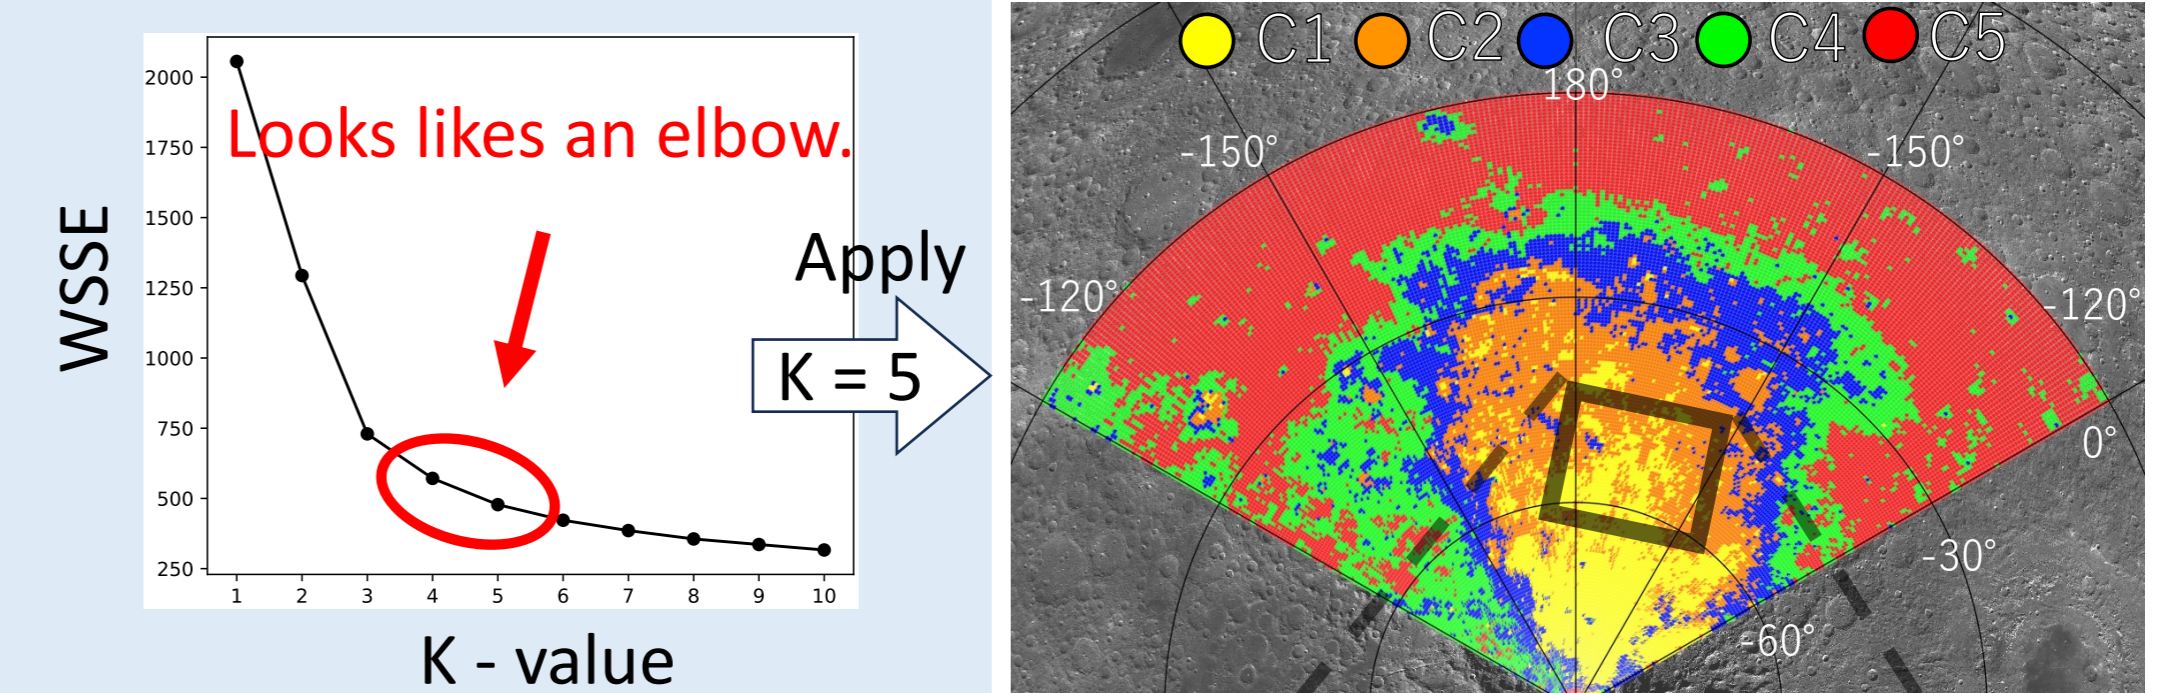 2000
Looks likes an elbow.
1750
1500
1250
1000
750
500
250
WSSE
1 2 3 4 5 6 7 8 9 10
K - value
Apply
K = 5
C1 C2 C3 C4 C5
180°
-150° -150°
-120° -120°
0°
-30°
-60°